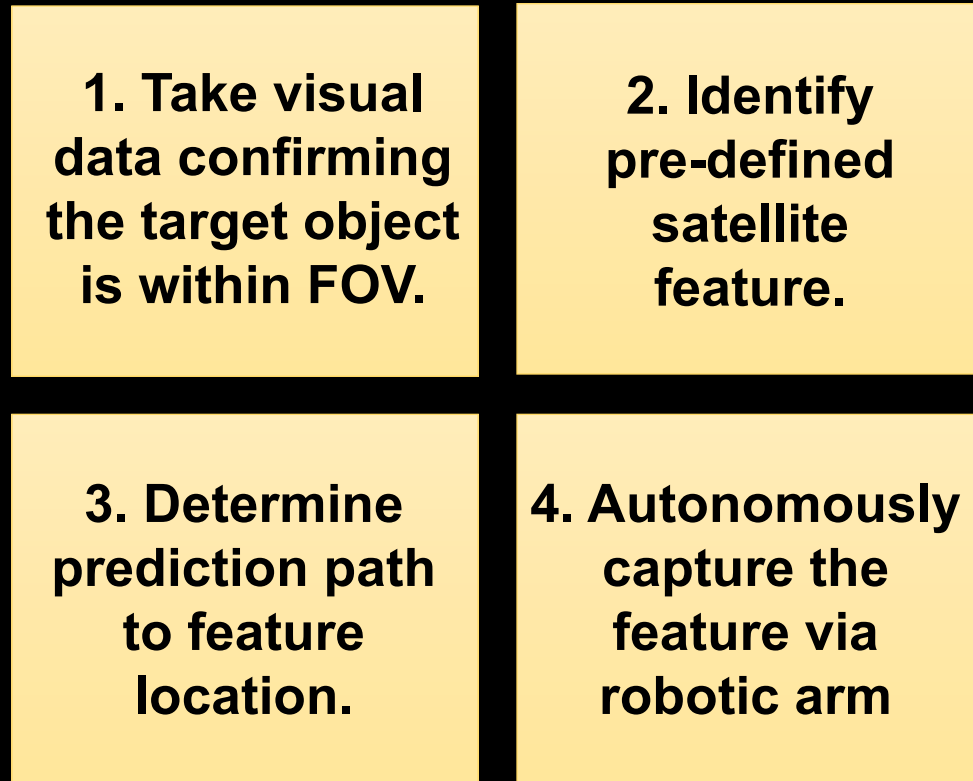 1. Take visual
data confirming
the target object
is within FOV.
2. Identify
pre-defined
satellite
feature.
3. Determine
prediction path
to feature
location.
4. Autonomously
capture the
feature via
robotic arm